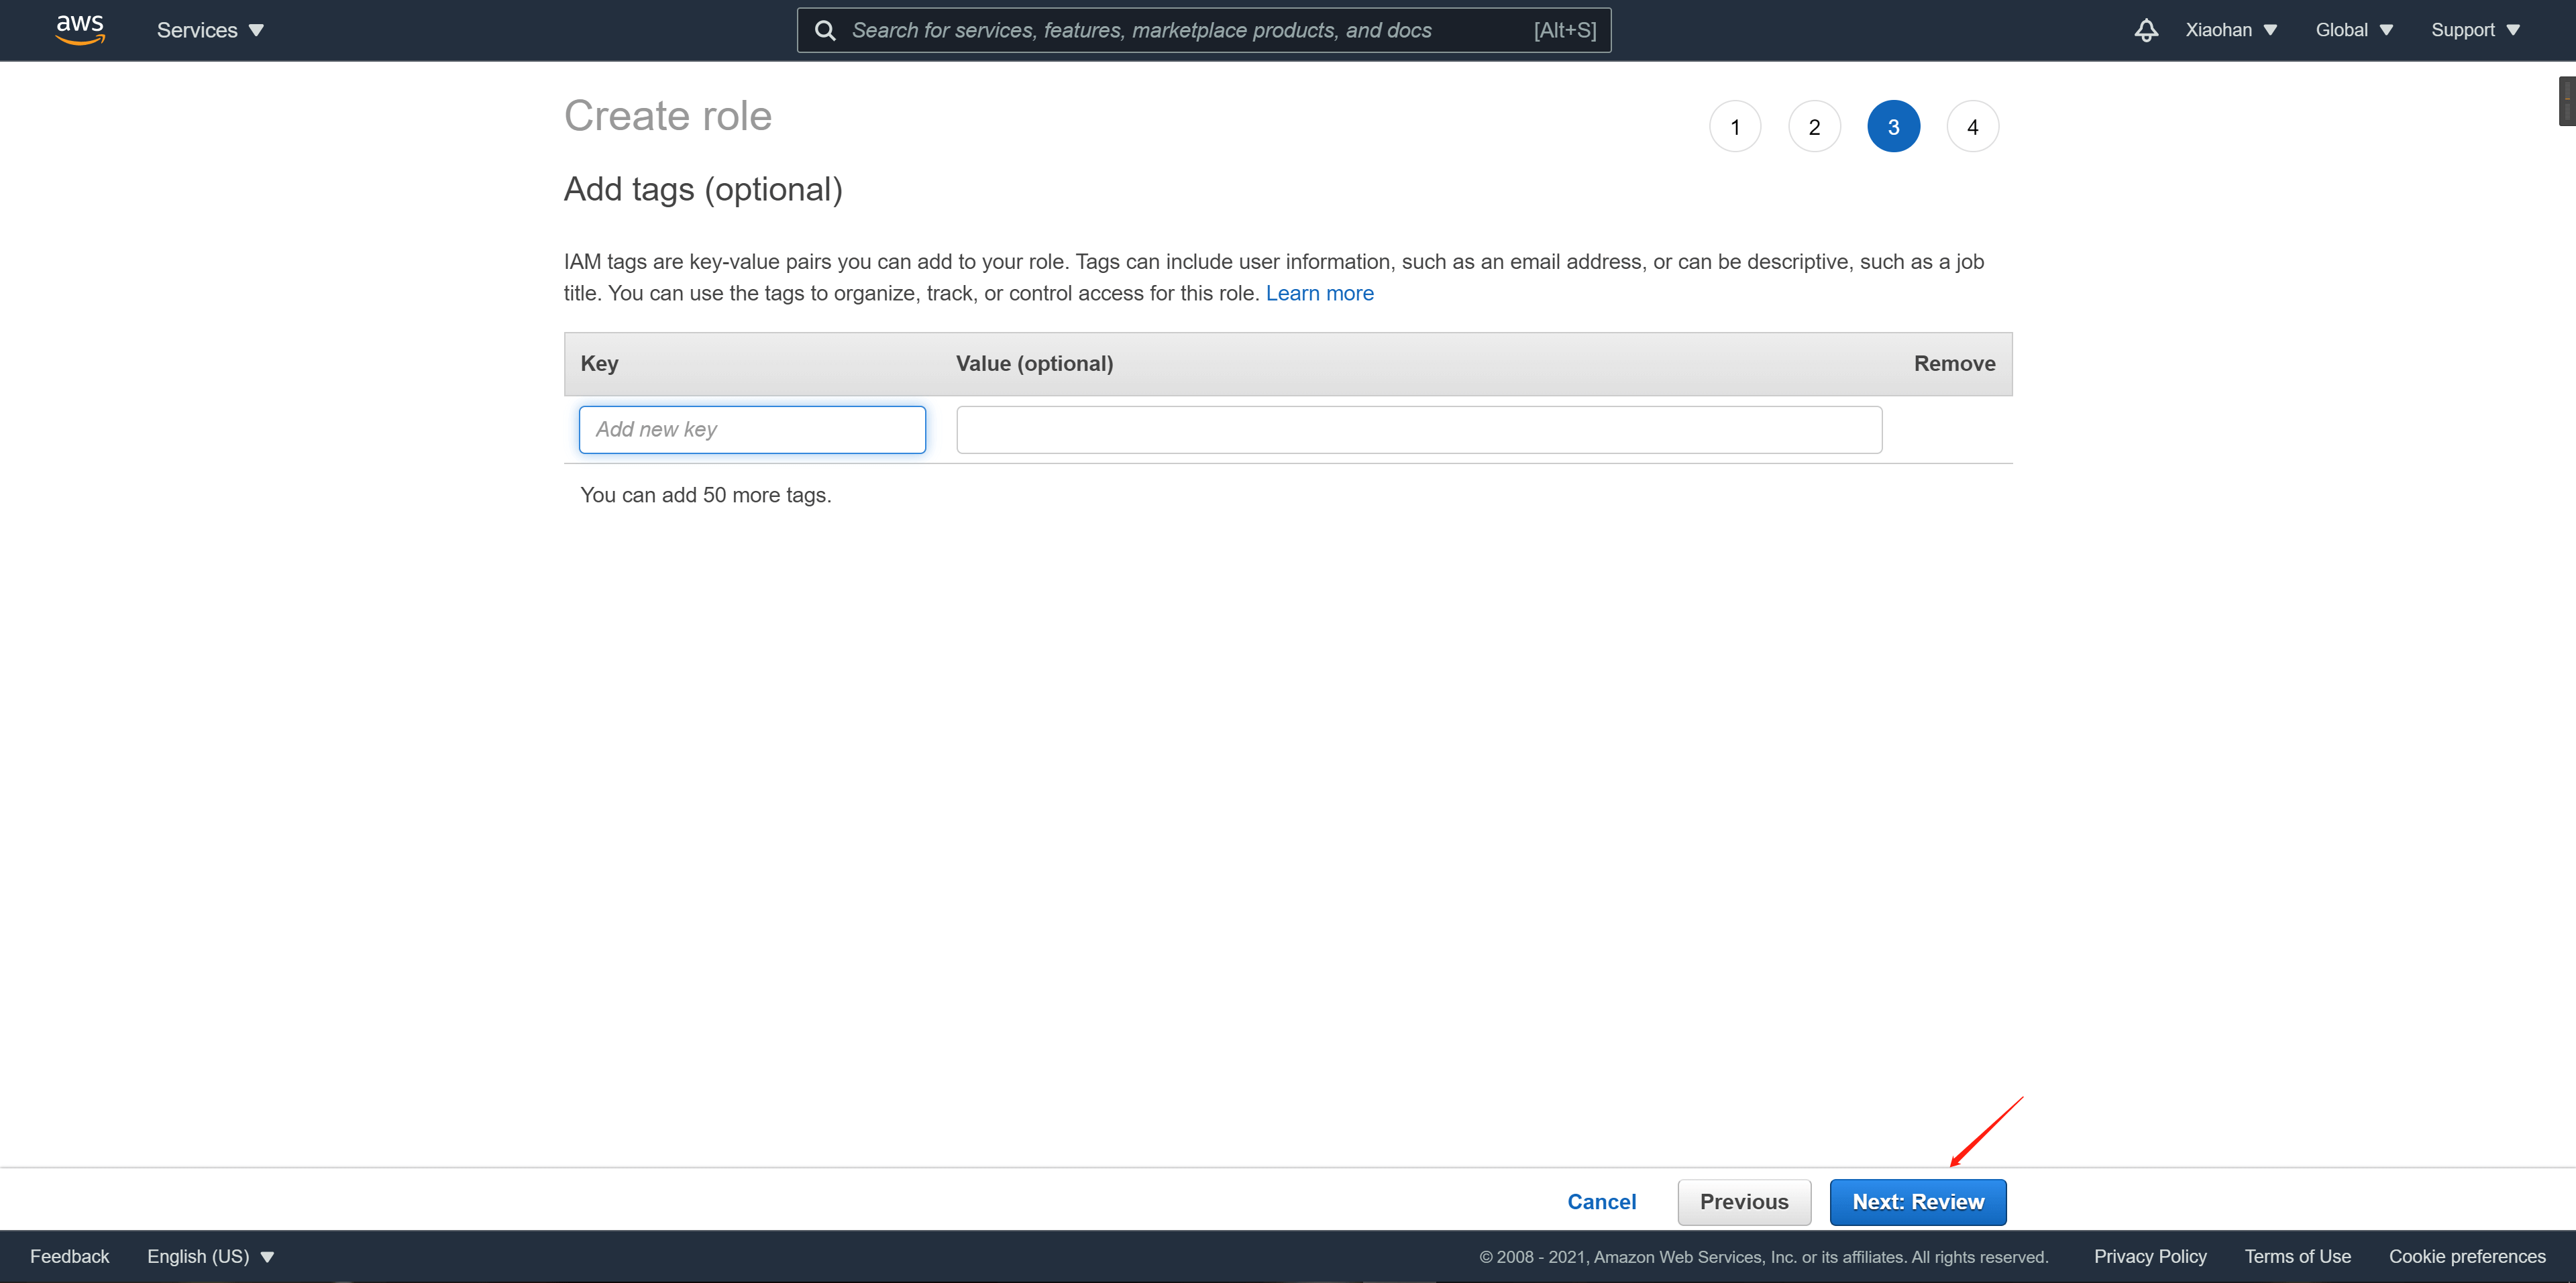 aws
Services
Search for services, features, marketplace products, and docs [Alt+S]
Xiaohan
Global
Support
Create role
1 2 3 4
Add tags (optional)
IAM tags are key-value pairs you can add to your role. Tags can include user information, such as an email address, or can be descriptive, such as a job
title. You can use the tags to organize, track, or control access for this role. Learn more
Key Value (optional) Remove
Add new key
You can add 50 more tags.
Cancel Previous Next: Review
Feedback English (US) © 2008 - 2021, Amazon Web Services, Inc. or its affiliates. All rights reserved. Privacy Policy Terms of Use Cookie preferences